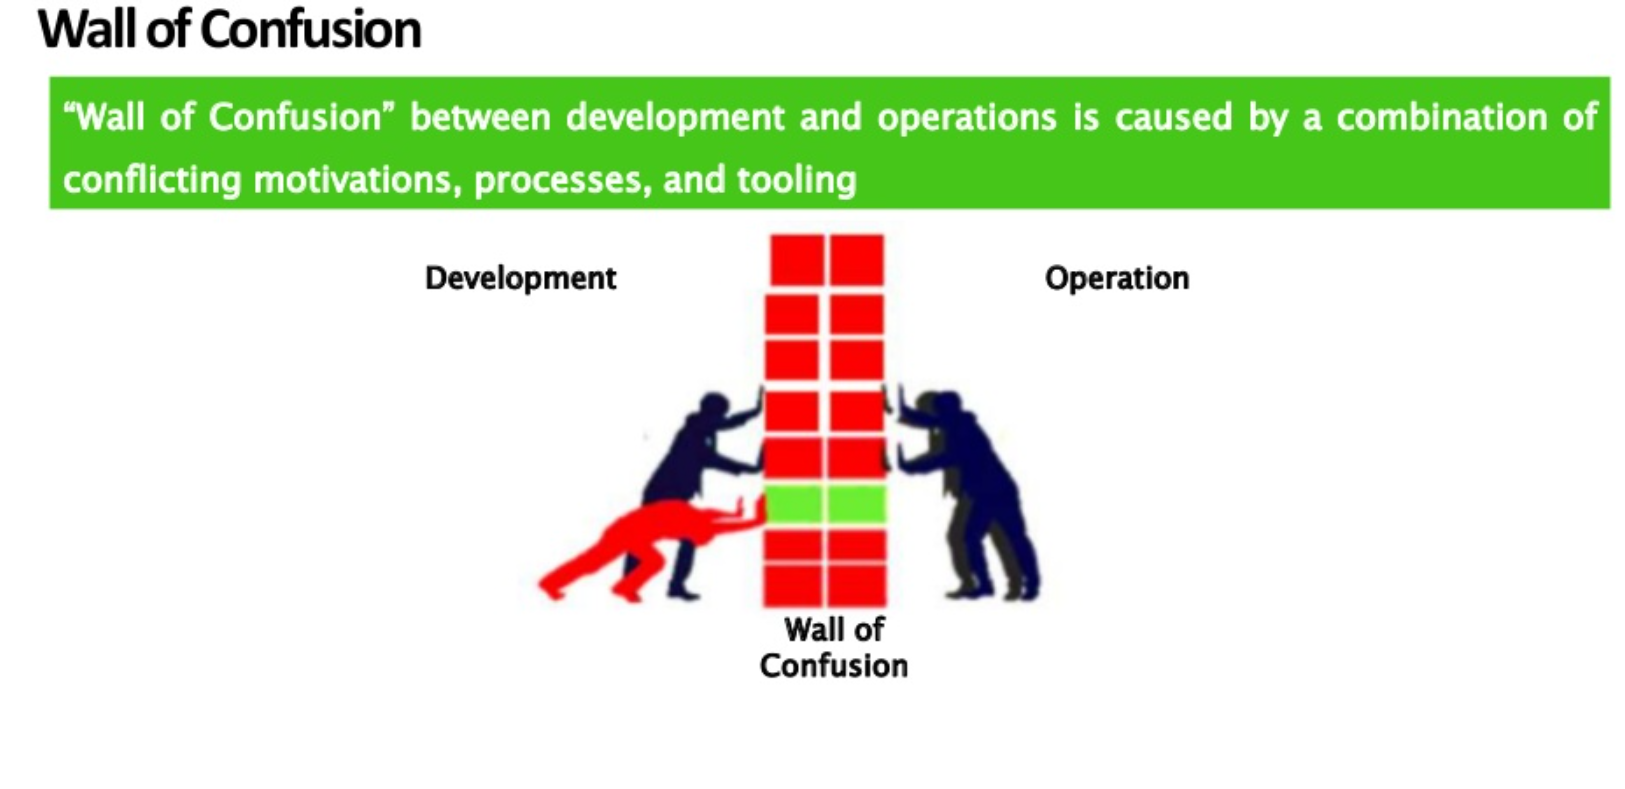 Wall of Confusion
“Wall of Confusion” between development and operations is caused by a combination of
conflicting motivations, processes, and tooling
Development
Operation
Wall of
Confusion